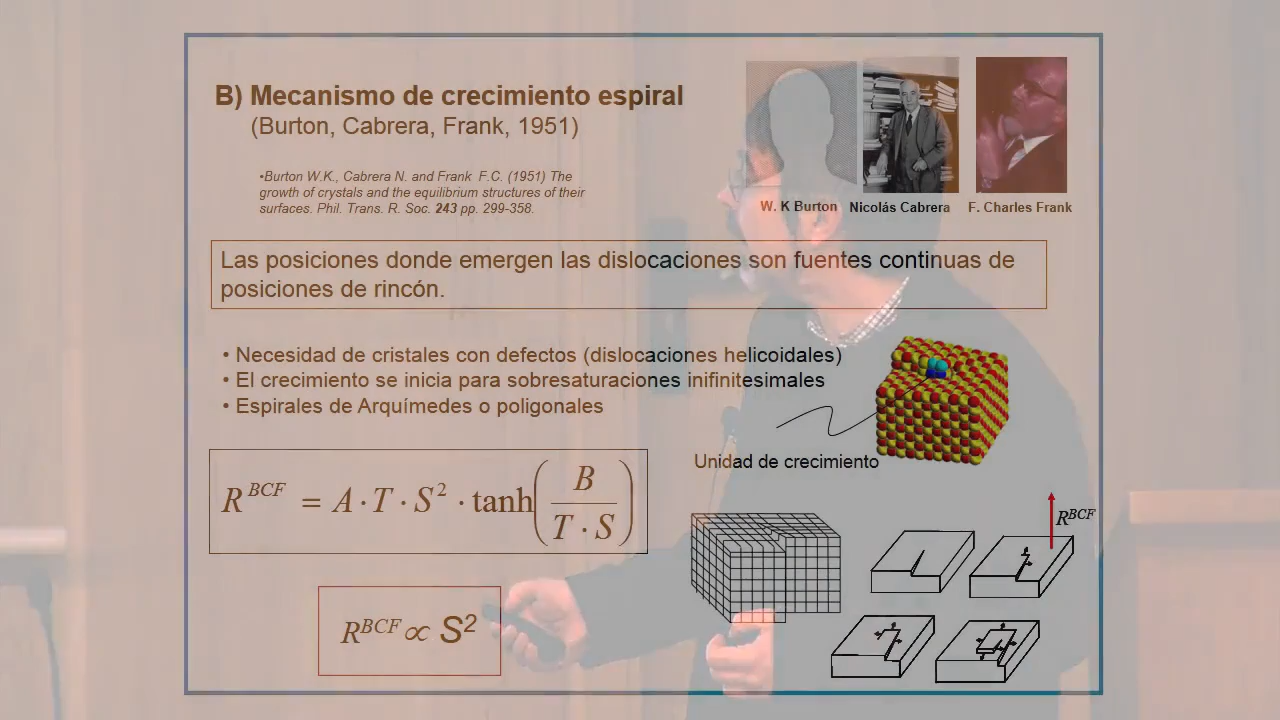 B) Mecanismo de crecimiento espiral
(Burton, Cabrera, Frank, 1951)
•Burton W.K., Cabrera N. and Frank F.C. (1951) The
growth of crystals and the equilibrium structures of their
surfaces. Phil. Trans. R. Soc. 243 pp. 299-358.
W. K Burton
Nicolás Cabrera
F. Charles Frank
Las posiciones donde emergen las dislocaciones son fuentes continuas de
posiciones de rincón.
• Necesidad de cristales con defectos (dislocaciones helicoidales)
• El crecimiento se inicia para sobresaturaciones inifinitesimales
• Espirales de Arquímedes o poligonales
Unidad de crecimiento
R^BCF = A · T · S² · tanh(B / T · S)
R^BCF
R^BCF ∝ S²